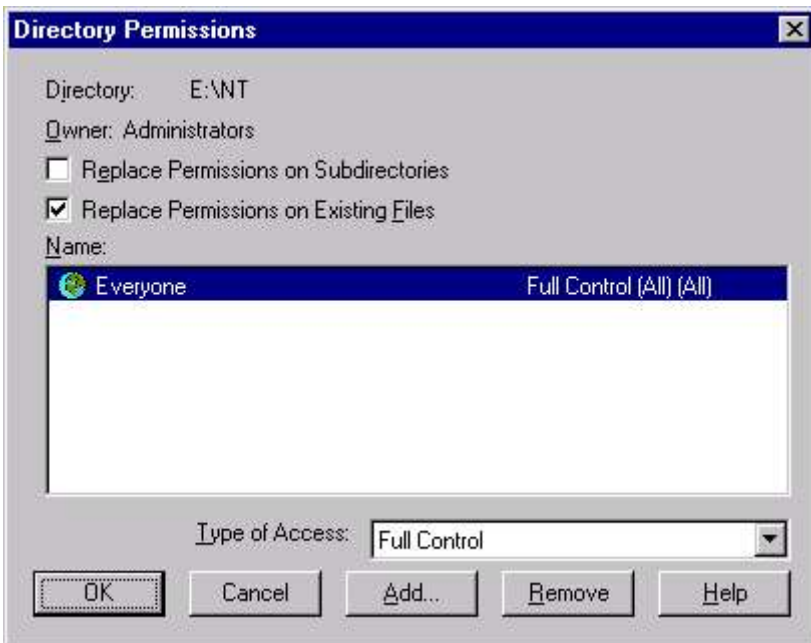 Directory Permissions
Directory: E:\NT
Owner: Administrators
Replace Permissions on Subdirectories
Replace Permissions on Existing Files
Name:
Everyone Full Control (All) (All)
Type of Access: Full Control
OK Cancel Add... Remove Help